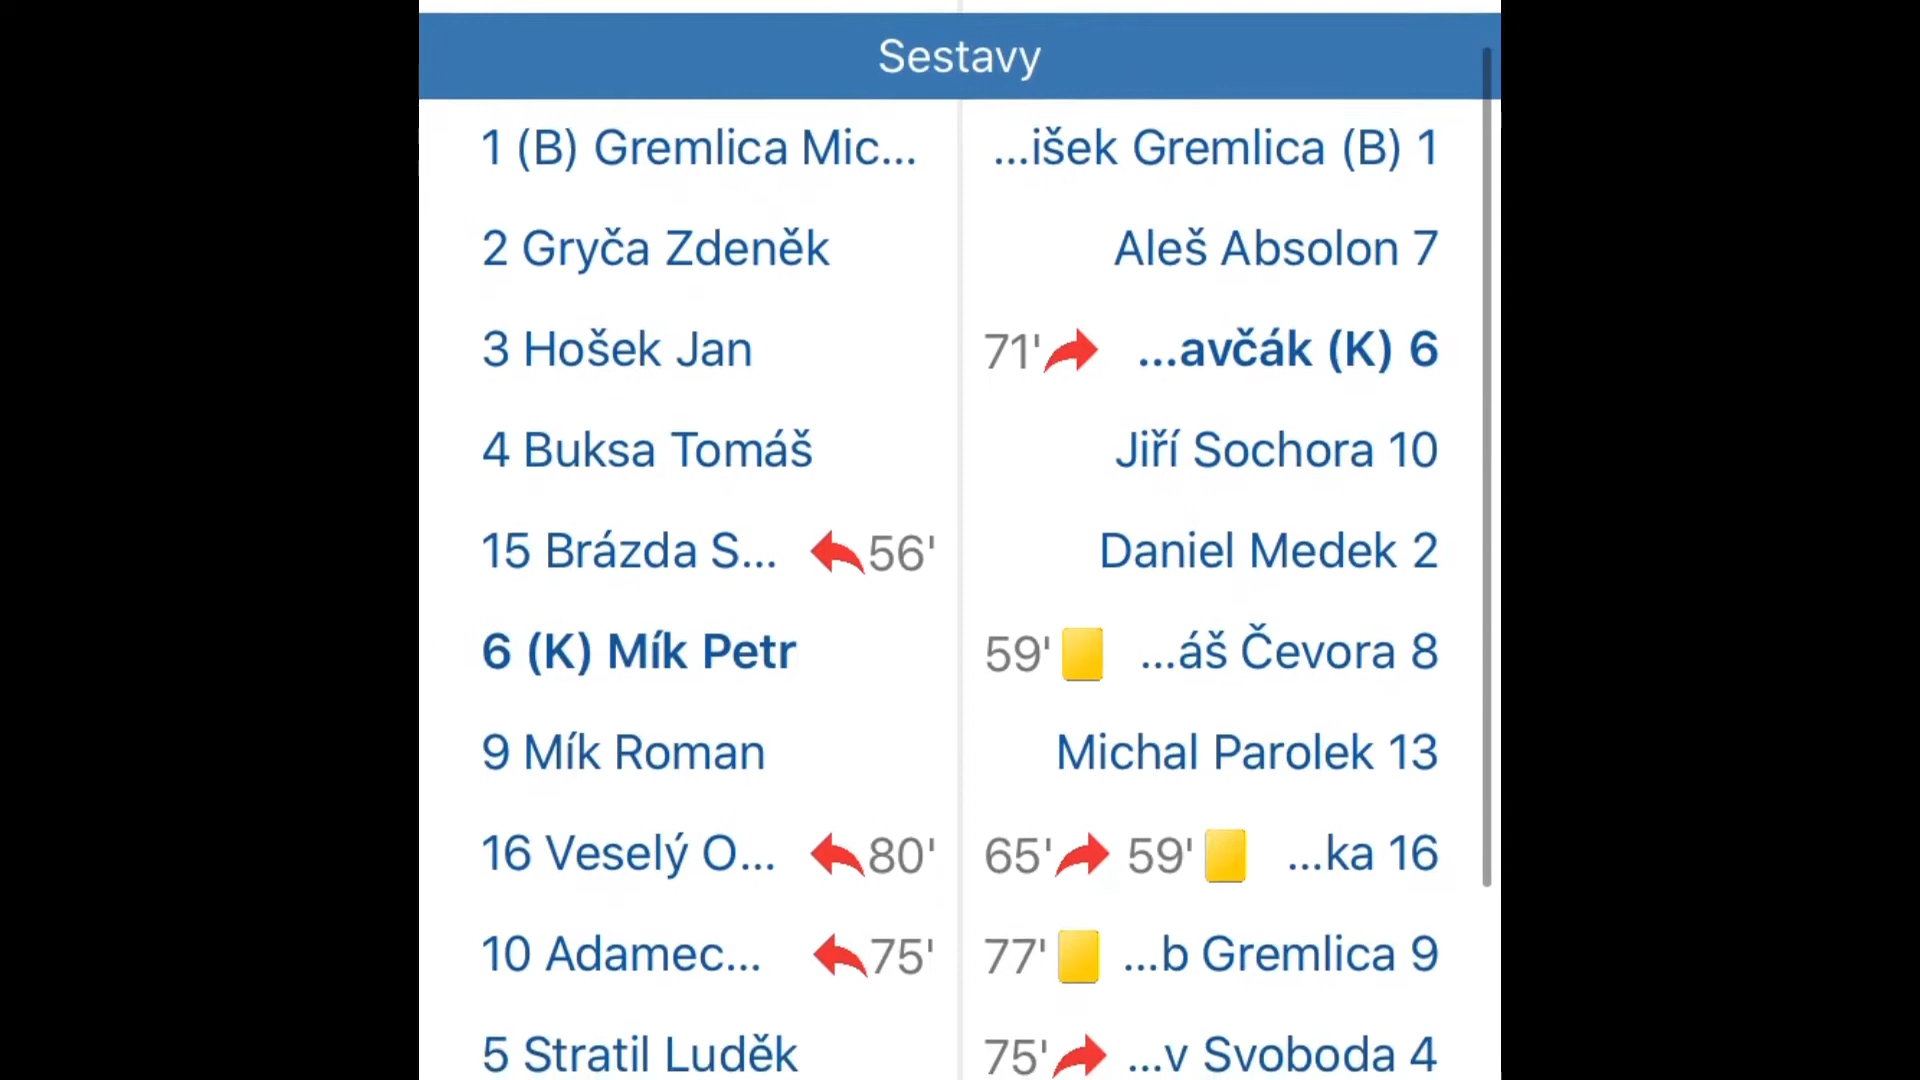 Sestavy
1 (B) Gremlica Mic... ...išek Gremlica (B) 1
2 Gryča Zdeněk Aleš Absolon 7
3 Hošek Jan 71' ...avčák (K) 6
4 Buksa Tomáš Jiří Sochora 10
15 Brázda S... 56' Daniel Medek 2
6 (K) Mík Petr 59' ...áš Čevora 8
9 Mík Roman Michal Parolek 13
16 Veselý O... 80' 65' 59' ...ka 16
10 Adamec... 75' 77' ...b Gremlica 9
5 Stratil Luděk 75' ...v Svoboda 4